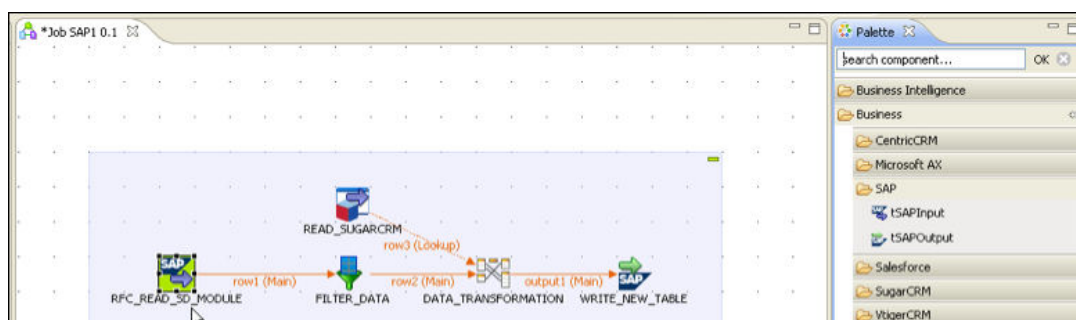 *Job SAP1 0.1
Palette
Search component...
OK
Business Intelligence
Business
CentricCRM
Microsoft AX
SAP
tSAPInput
tSAPOutput
Salesforce
SugarCRM
VtigerCRM
READ_SUGARCRM
row3 (Lookup)
SAP
row1 (Main)
row2 (Main)
output1 (Main)
SAP
RFC_READ_SD_MODULE
FILTER_DATA
DATA_TRANSFORMATION
WRITE_NEW_TABLE